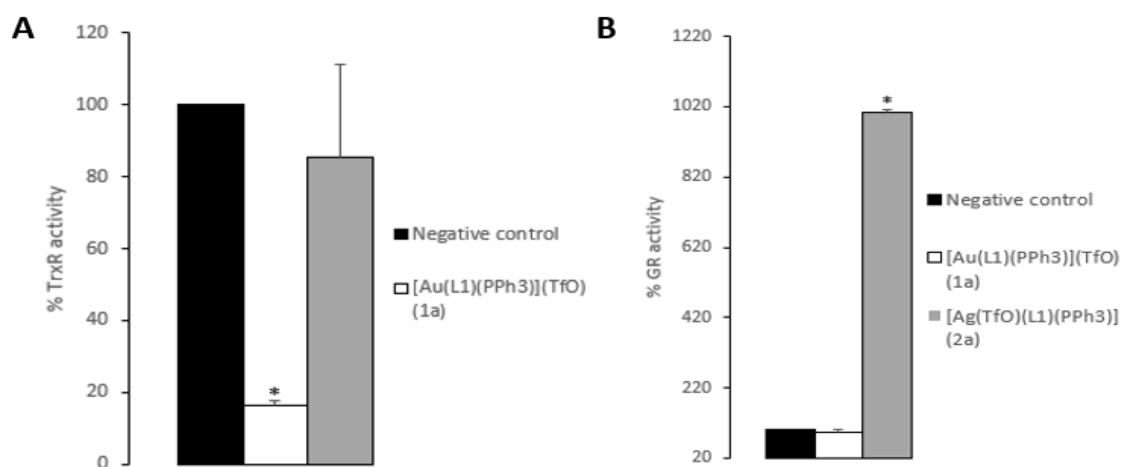 A
% TrxR activity
120
100
80
60
40
20
0
*
Negative control
[Au(L1)(PPh3)](TfO)
(1a)
B
% GR activity
1220
1020
820
620
420
220
20
*
Negative control
[Au(L1)(PPh3)](TfO)
(1a)
[Ag(TfO)(L1)(PPh3)]
(2a)